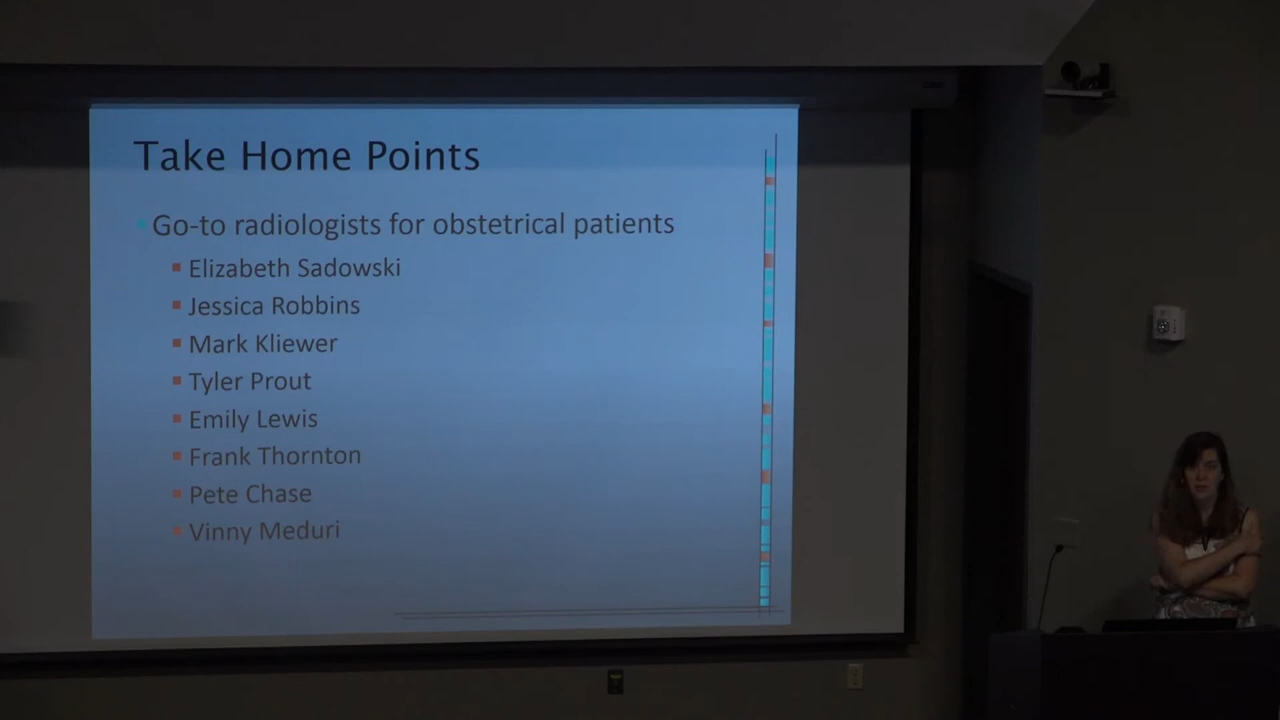 Take Home Points
Go-to radiologists for obstetrical patients
Elizabeth Sadowski
Jessica Robbins
Mark Kliewer
Tyler Prout
Emily Lewis
Frank Thornton
Pete Chase
Vinny Meduri